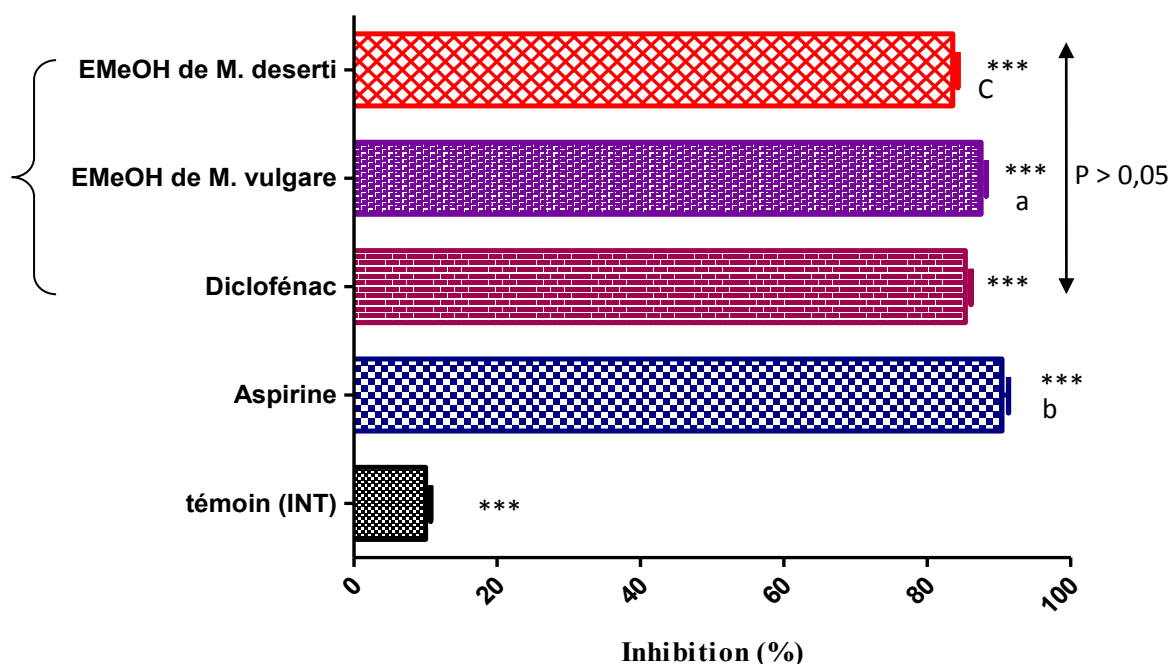 EMeOH de M. deserti
***
C
EMeOH de M. vulgare
***
a
P > 0,05
Diclofénac
***
Aspirine
***
b
témoin (INT)
***
0
20
40
60
80
100
Inhibition (%)